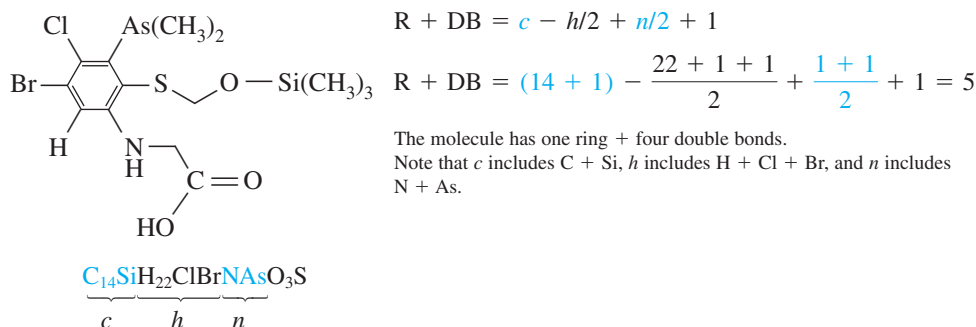 Cl
As(CH₃)₂
Br
S
O — Si(CH₃)₃
H
N
H
C=O
HO
C₁₄SiH₂₂ClBrNAsO₃S
c h n
R + DB = c − h/2 + n/2 + 1
R + DB = (14 + 1) − (22 + 1 + 1)/2 + (1 + 1)/2 + 1 = 5
The molecule has one ring + four double bonds.
Note that c includes C + Si, h includes H + Cl + Br, and n includes
N + As.